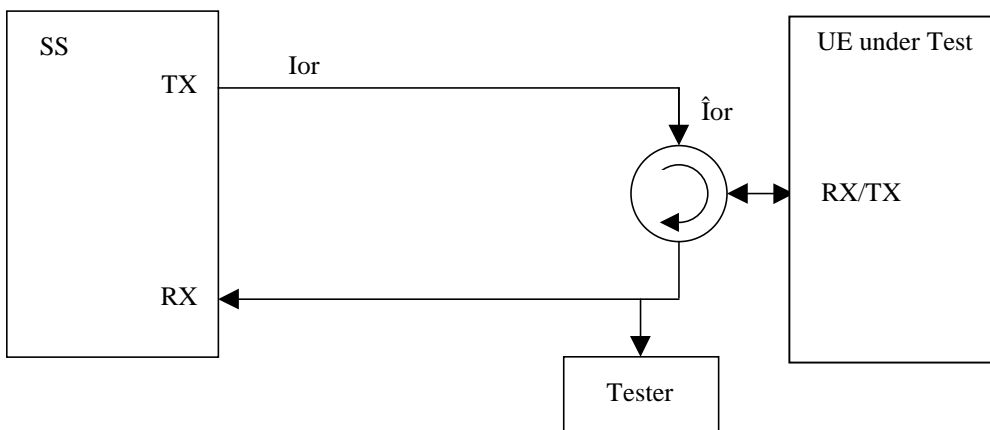 SS
UE under Test
TX
Ior
Îor
RX/TX
RX
Tester